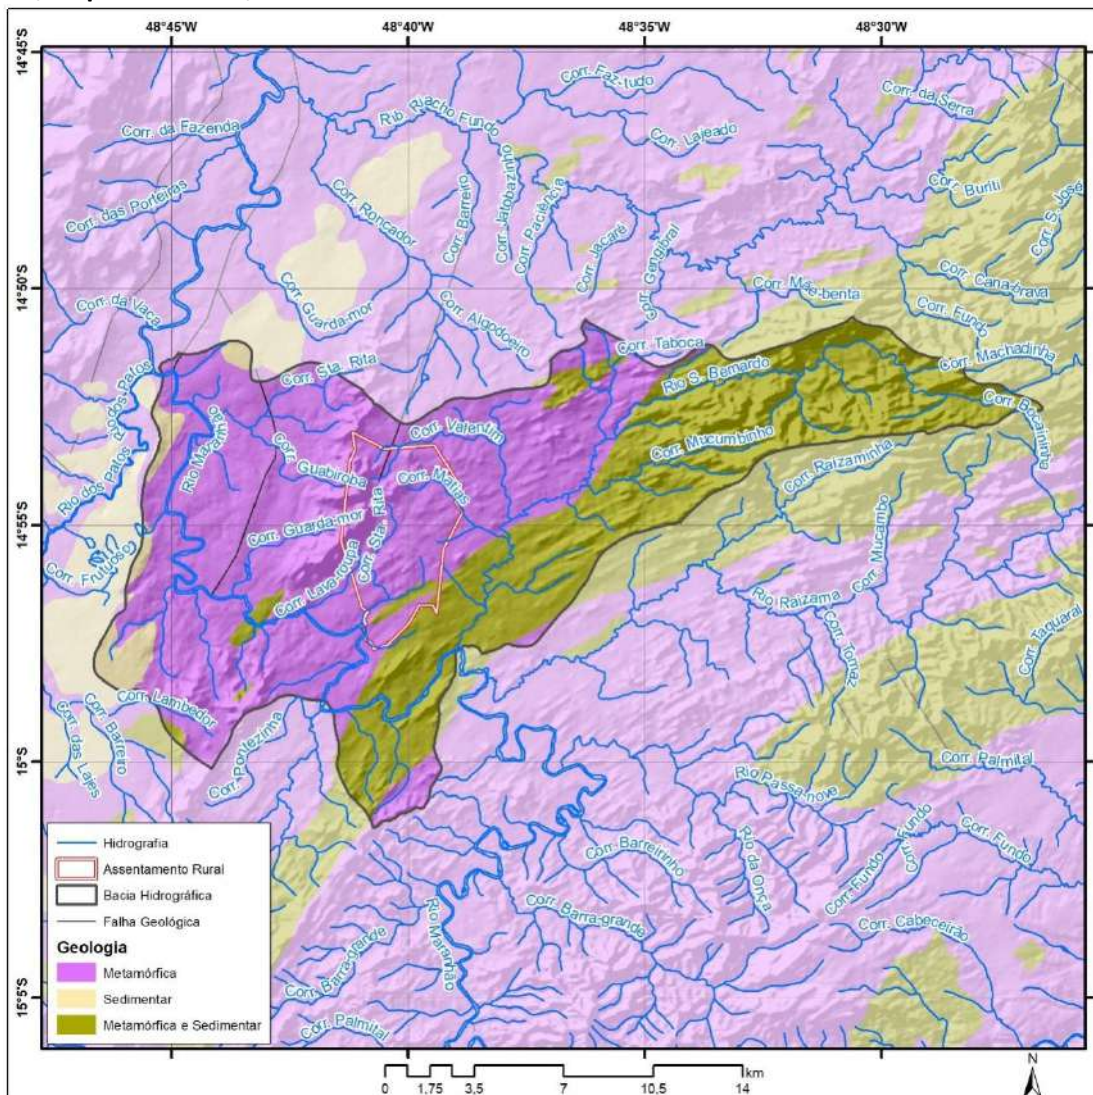 48°45'W 48°40'W 48°35'W 48°30'W
14°45'S
14°50'S
14°55'S
15°S
15°5'S
Corr. Faz-tudo
Corr. da Serra
Corr. da Fazenda
Rib. Riacho Fundo
Corr. Lajeado
Corr. das Porteiras
Corr. Roncador
Corr. Barreiro
Corr. Jatobazinho
Corr. Paciência
Corr. Jacaré
Corr. Gengibral
Corr. Buriti
Corr. S. José
Corr. da Vaca
Corr. Guarda-mor
Corr. Algodoeiro
Corr. Mãe-benta
Corr. Cana-brava
Corr. Fundo
Corr. Sta. Rita
Corr. Taboca
Corr. Machadinha
Rio dos Patos
Rio S. Bernardo
Corr. Bocaininha
Rio Maranhão
Corr. Valentim
Corr. Mucumbinho
Corr. Raizaminha
Rio dos Patos
Corr. Guabiroba
Corr. Matias
Corr. Guarda-mor
Corr. Sta. Rita
Corr. Mucambo
Corr. Frutuoso
Corr. Lava-roupa
Rio Raizama
Corr. Tomaz
Corr. Taquaral
Corr. Lambedor
Corr. Barreiro
Corr. das Lajes
Corr. Pontezinha
Corr. Palmital
Rio Passa-nove
Corr. Barreirinho
Rio da Onça
Corr. Fundo
Corr. Fundo
Corr. Fundo
Corr. Barra-grande
Corr. Cabeceirão
Rio Maranhão
Corr. Barra-grande
Corr. Palmital
Hidrografia
Assentamento Rural
Bacia Hidrográfica
Falha Geológica
Geologia
Metamórfica
Sedimentar
Metamórfica e Sedimentar
km
0 1,75 3,5 7 10,5 14
N